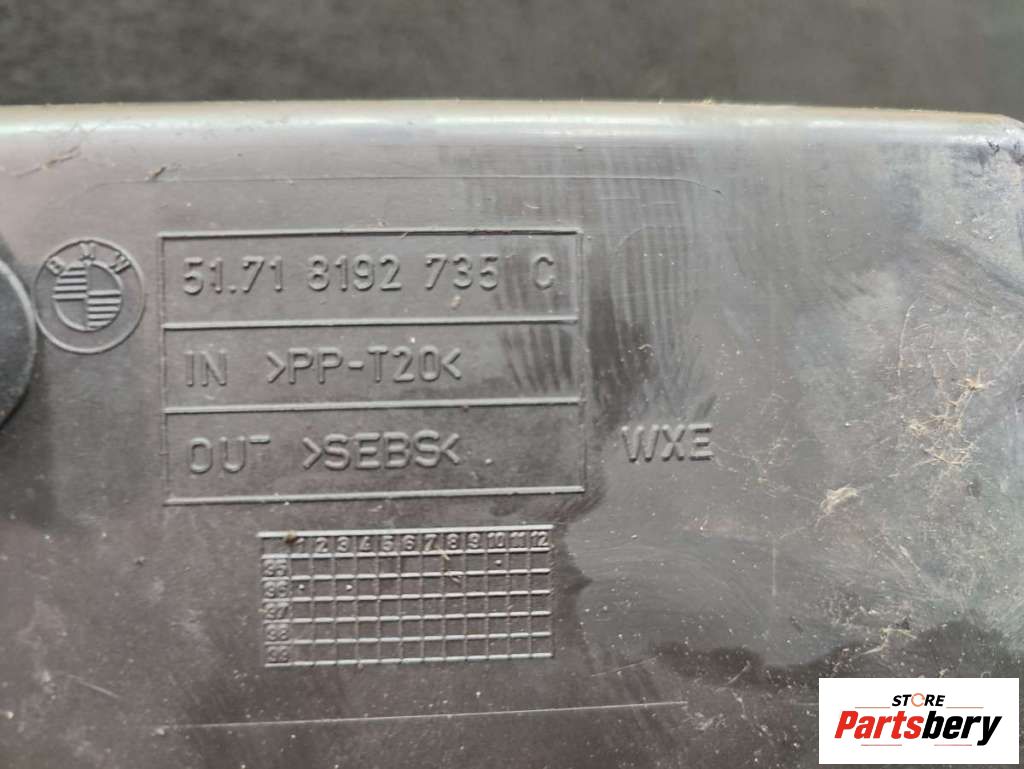 BMW
51.71 8192 735 C
IN >PP-T20<
OUT >SEBS<
WXE
1 2 3 4 5 6 7 8 9 10 11 12
95
96
97
98
99
STORE
Partsbery